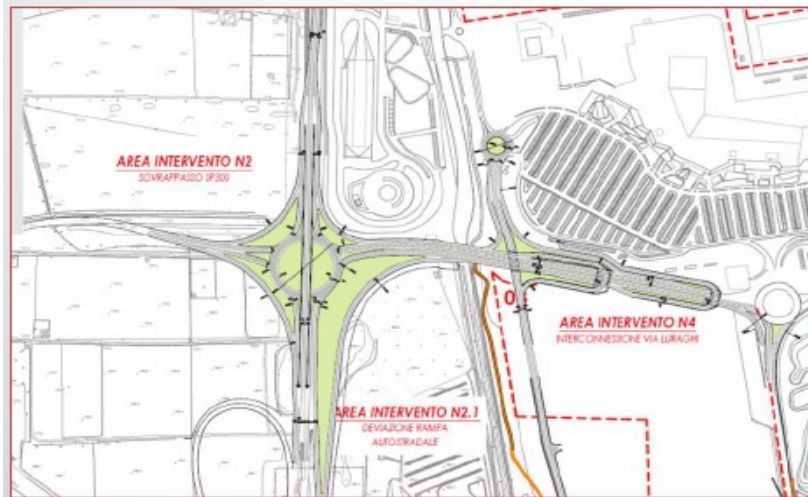 AREA INTERVENTO N2
SOVRAPPASSO SP300
AREA INTERVENTO N4
INTERCONNESSIONE VIA LURAGHI
AREA INTERVENTO N2.1
DEVIAZIONE RAMPA
AUTOSTRADALE